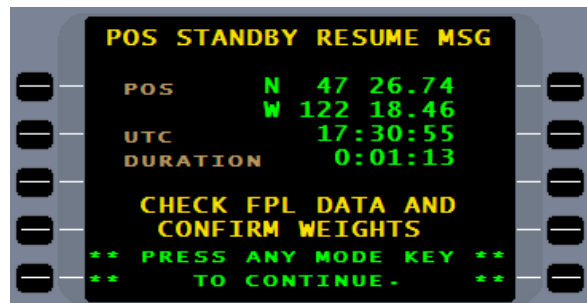 POS STANDBY RESUME MSG
POS N 47 26.74
W 122 18.46
UTC 17:30:55
DURATION 0:01:13
CHECK FPL DATA AND
CONFIRM WEIGHTS
** PRESS ANY MODE KEY **
** TO CONTINUE. **